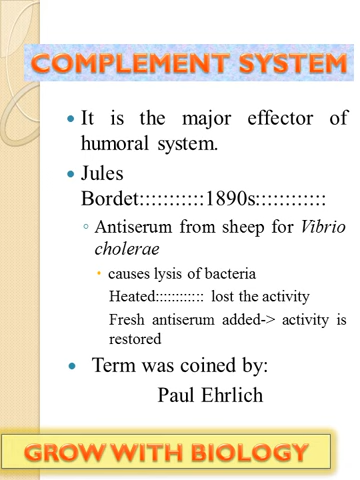 COMPLEMENT SYSTEM
• It is the major effector of
humoral system.
• Jules
Bordet:::::::::::1890s::::::::::::
◦ Antiserum from sheep for Vibrio
cholerae
• causes lysis of bacteria
Heated:::::::::::: lost the activity
Fresh antiserum added-> activity is
restored
• Term was coined by:
Paul Ehrlich
GROW WITH BIOLOGY